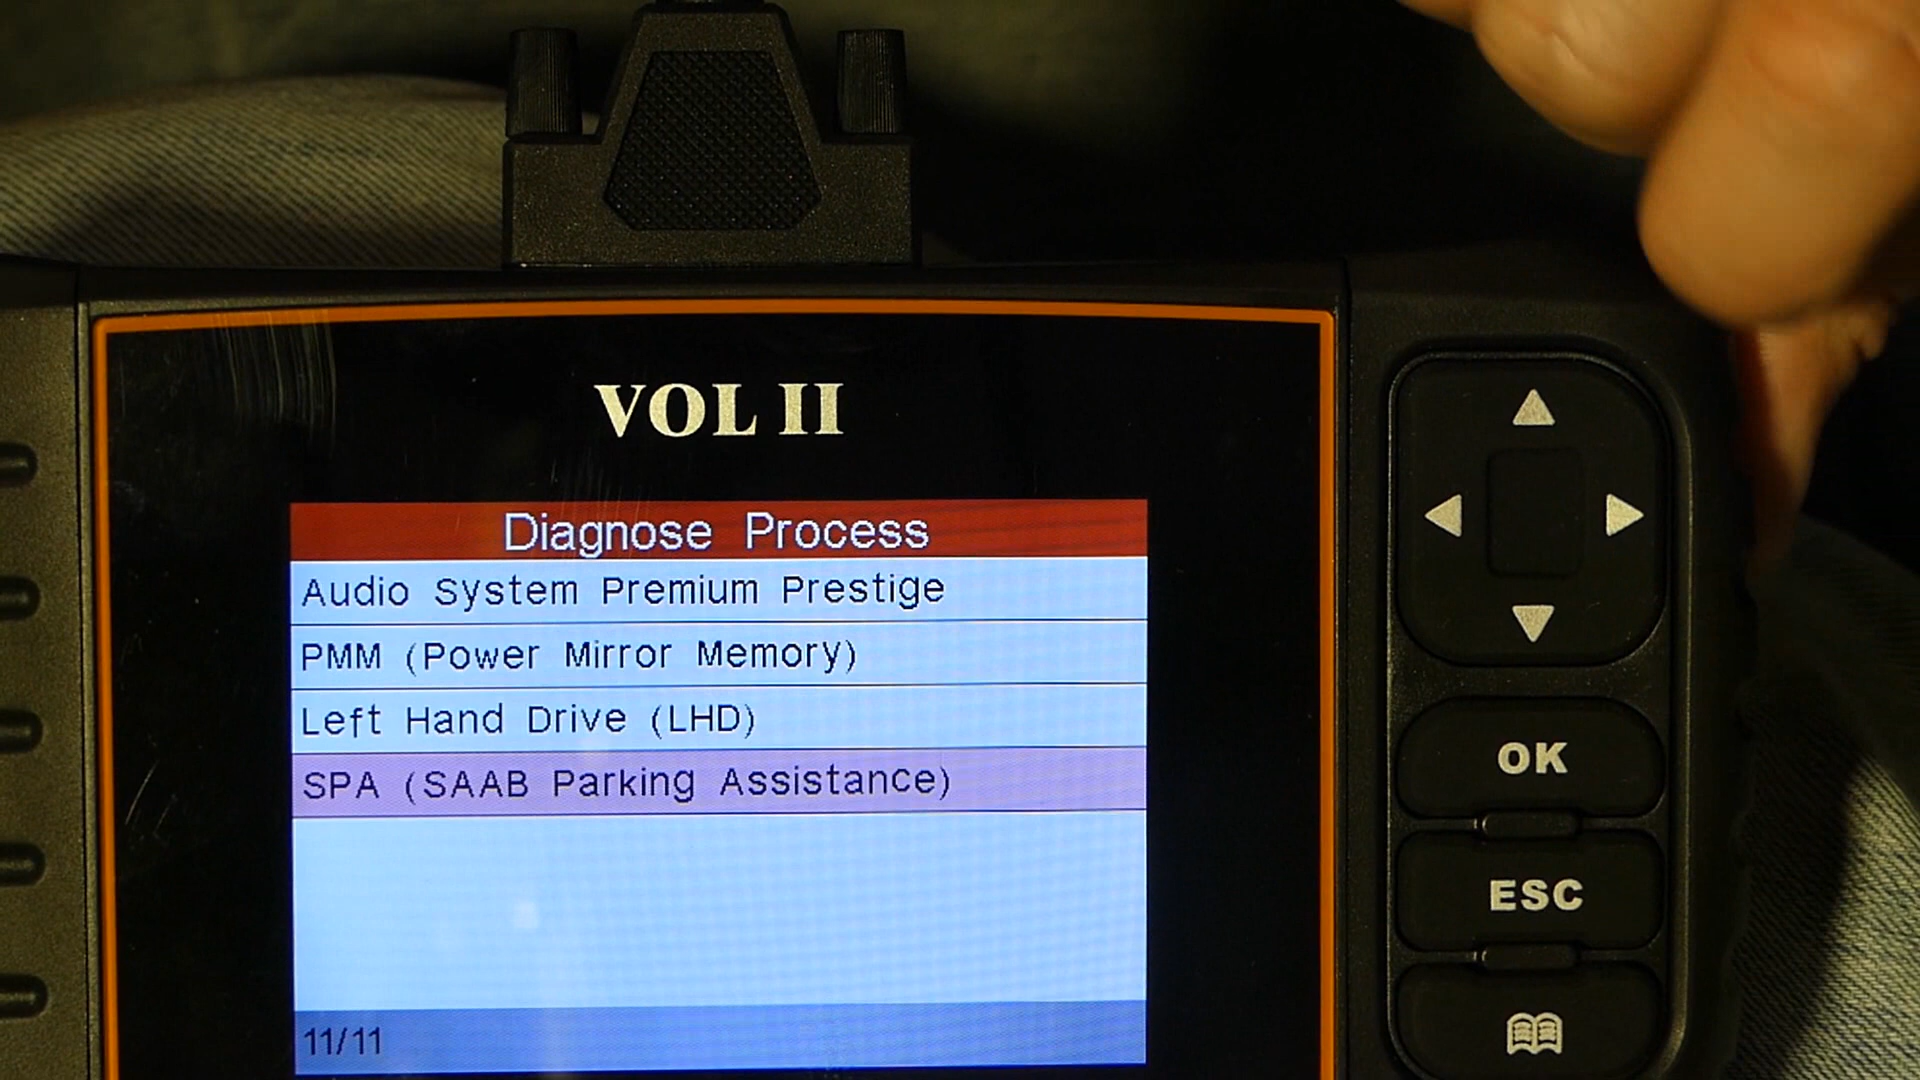 VOL II
Diagnose Process
Audio System Premium Prestige
PMM (Power Mirror Memory)
Left Hand Drive (LHD)
SPA (SAAB Parking Assistance)
11/11
OK
ESC